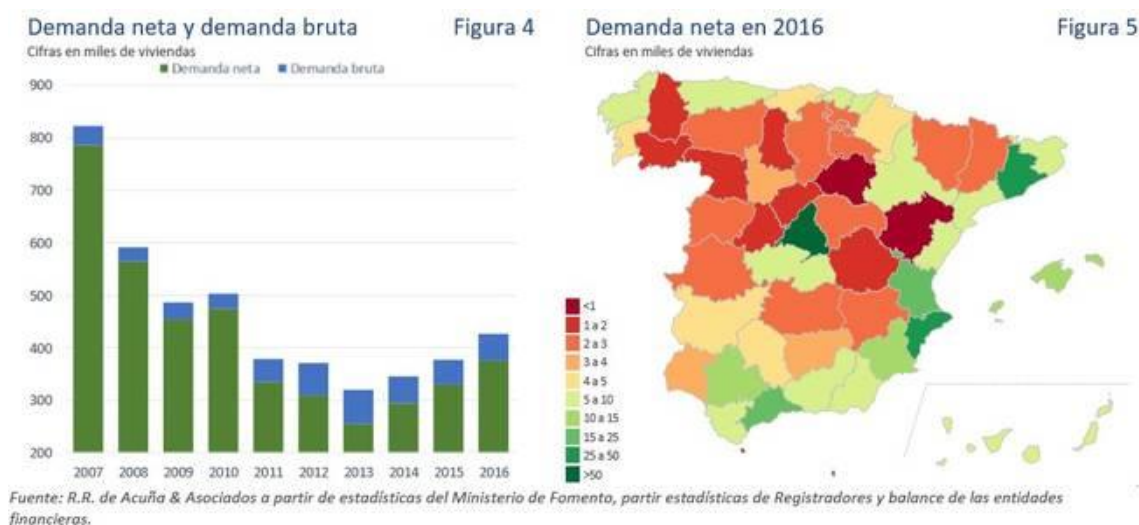 Demanda neta y demanda bruta
Figura 4
Cifras en miles de viviendas
Demanda neta
Demanda bruta
900
800
700
600
500
400
300
200
2007
2008
2009
2010
2011
2012
2013
2014
2015
2016
Demanda neta en 2016
Figura 5
Cifras en miles de viviendas
<1
1 a 2
2 a 3
3 a 4
4 a 5
5 a 10
10 a 15
15 a 25
25 a 50
>50
Fuente: R.R. de Acuña & Asociados a partir de estadísticas del Ministerio de Fomento, partir estadísticas de Registradores y balance de las entidades
financieras.